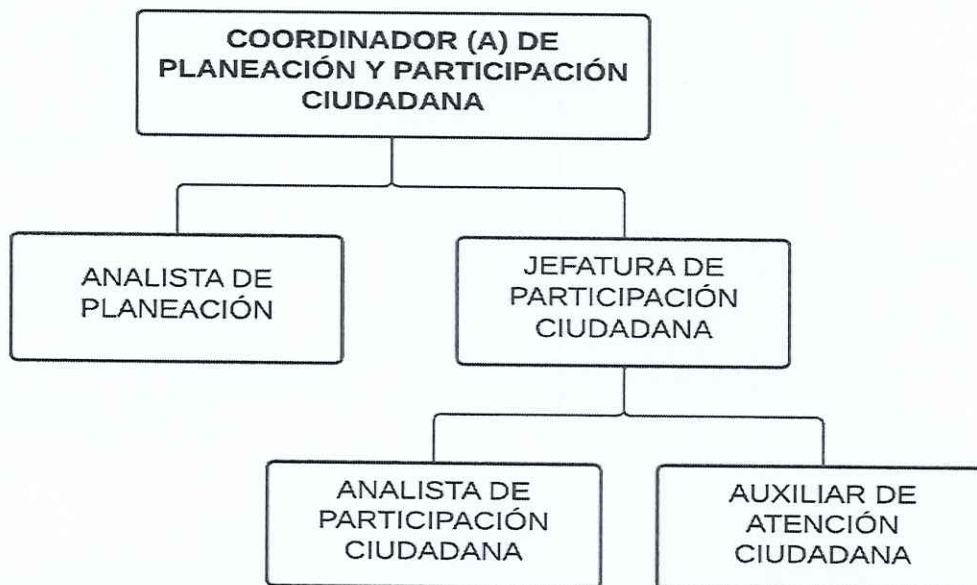 COORDINADOR (A) DE
PLANEACIÓN Y PARTICIPACIÓN
CIUDADANA
ANALISTA DE
PLANEACIÓN
JEFATURA DE
PARTICIPACIÓN
CIUDADANA
ANALISTA DE
PARTICIPACIÓN
CIUDADANA
AUXILIAR DE
ATENCIÓN
CIUDADANA